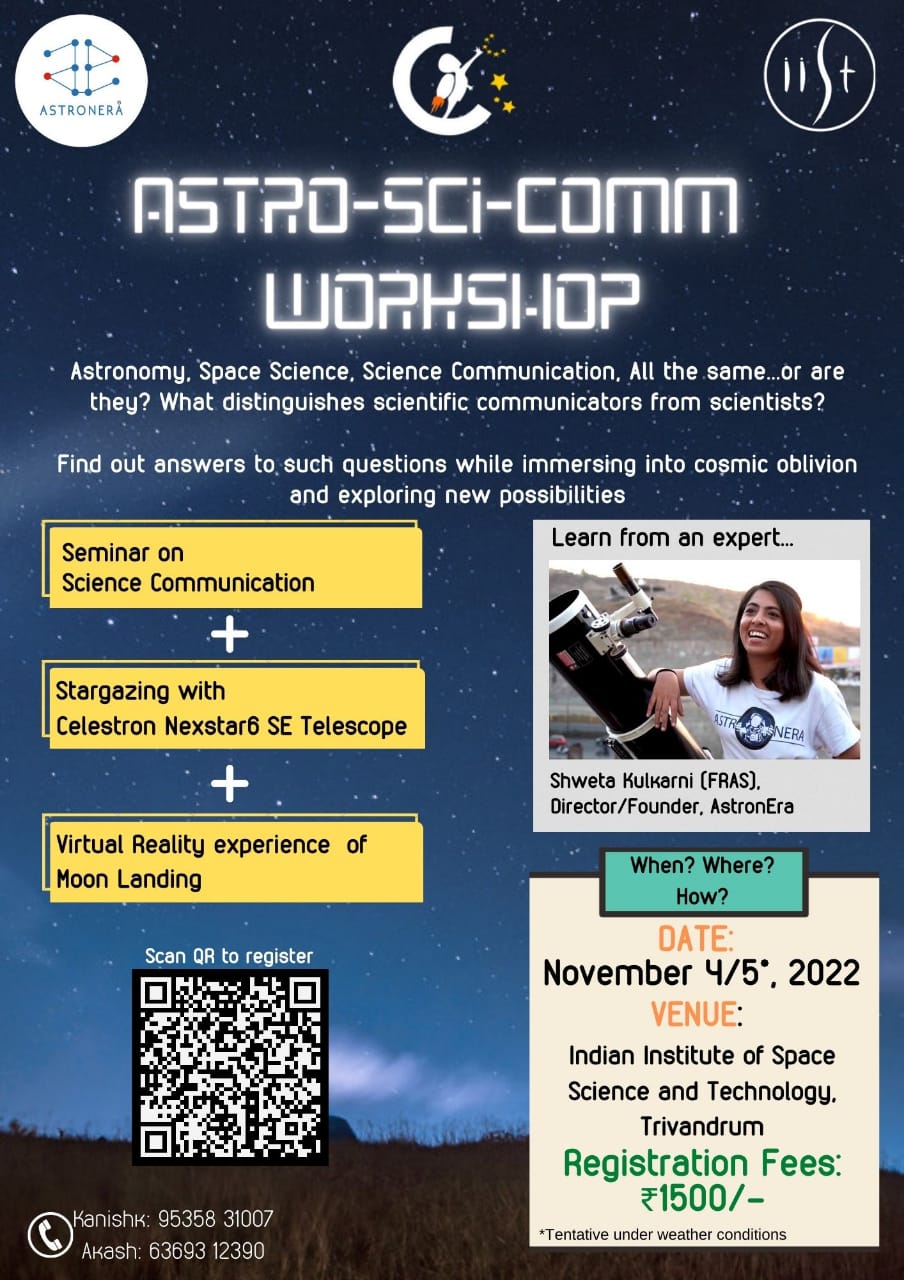 ASTRONERÅ
iiSt
ASTRO-SCi-COMM
WORKSHOP
Astronomy, Space Science, Science Communication, All the same...or are
they? What distinguishes scientific communicators from scientists?
Find out answers to such questions while immersing into cosmic oblivion
and exploring new possibilities
Seminar on
Science Communication
+
Stargazing with
Celestron Nexstar6 SE Telescope
+
Virtual Reality experience of
Moon Landing
Scan QR to register
Kanishk: 95358 31007
Akash: 63693 12390
Learn from an expert...
ASTR NERA
Shweta Kulkarni (FRAS),
Director/Founder, AstronEra
When? Where?
How?
DATE:
November 4/5*, 2022
VENUE:
Indian Institute of Space
Science and Technology,
Trivandrum
Registration Fees:
₹1500/-
*Tentative under weather conditions